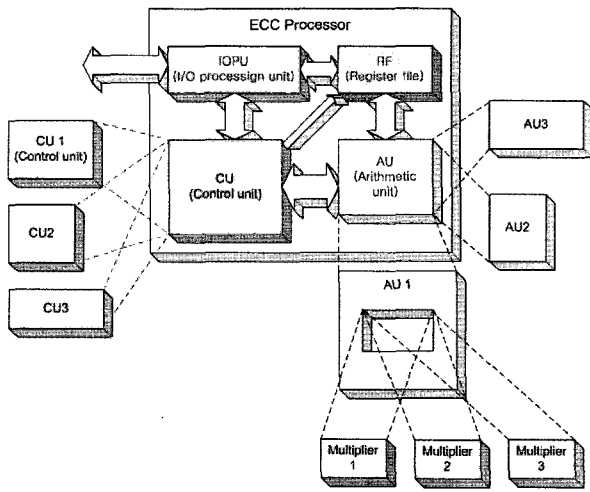 ECC Processor
IOPU
(I/O processign unit)
RF
(Register file)
CU 1
(Control unit)
CU
(Control unit)
AU
(Arithmetic
unit)
AU3
CU2
AU2
CU3
AU 1
Multiplier
1
Multiplier
2
Multiplier
3